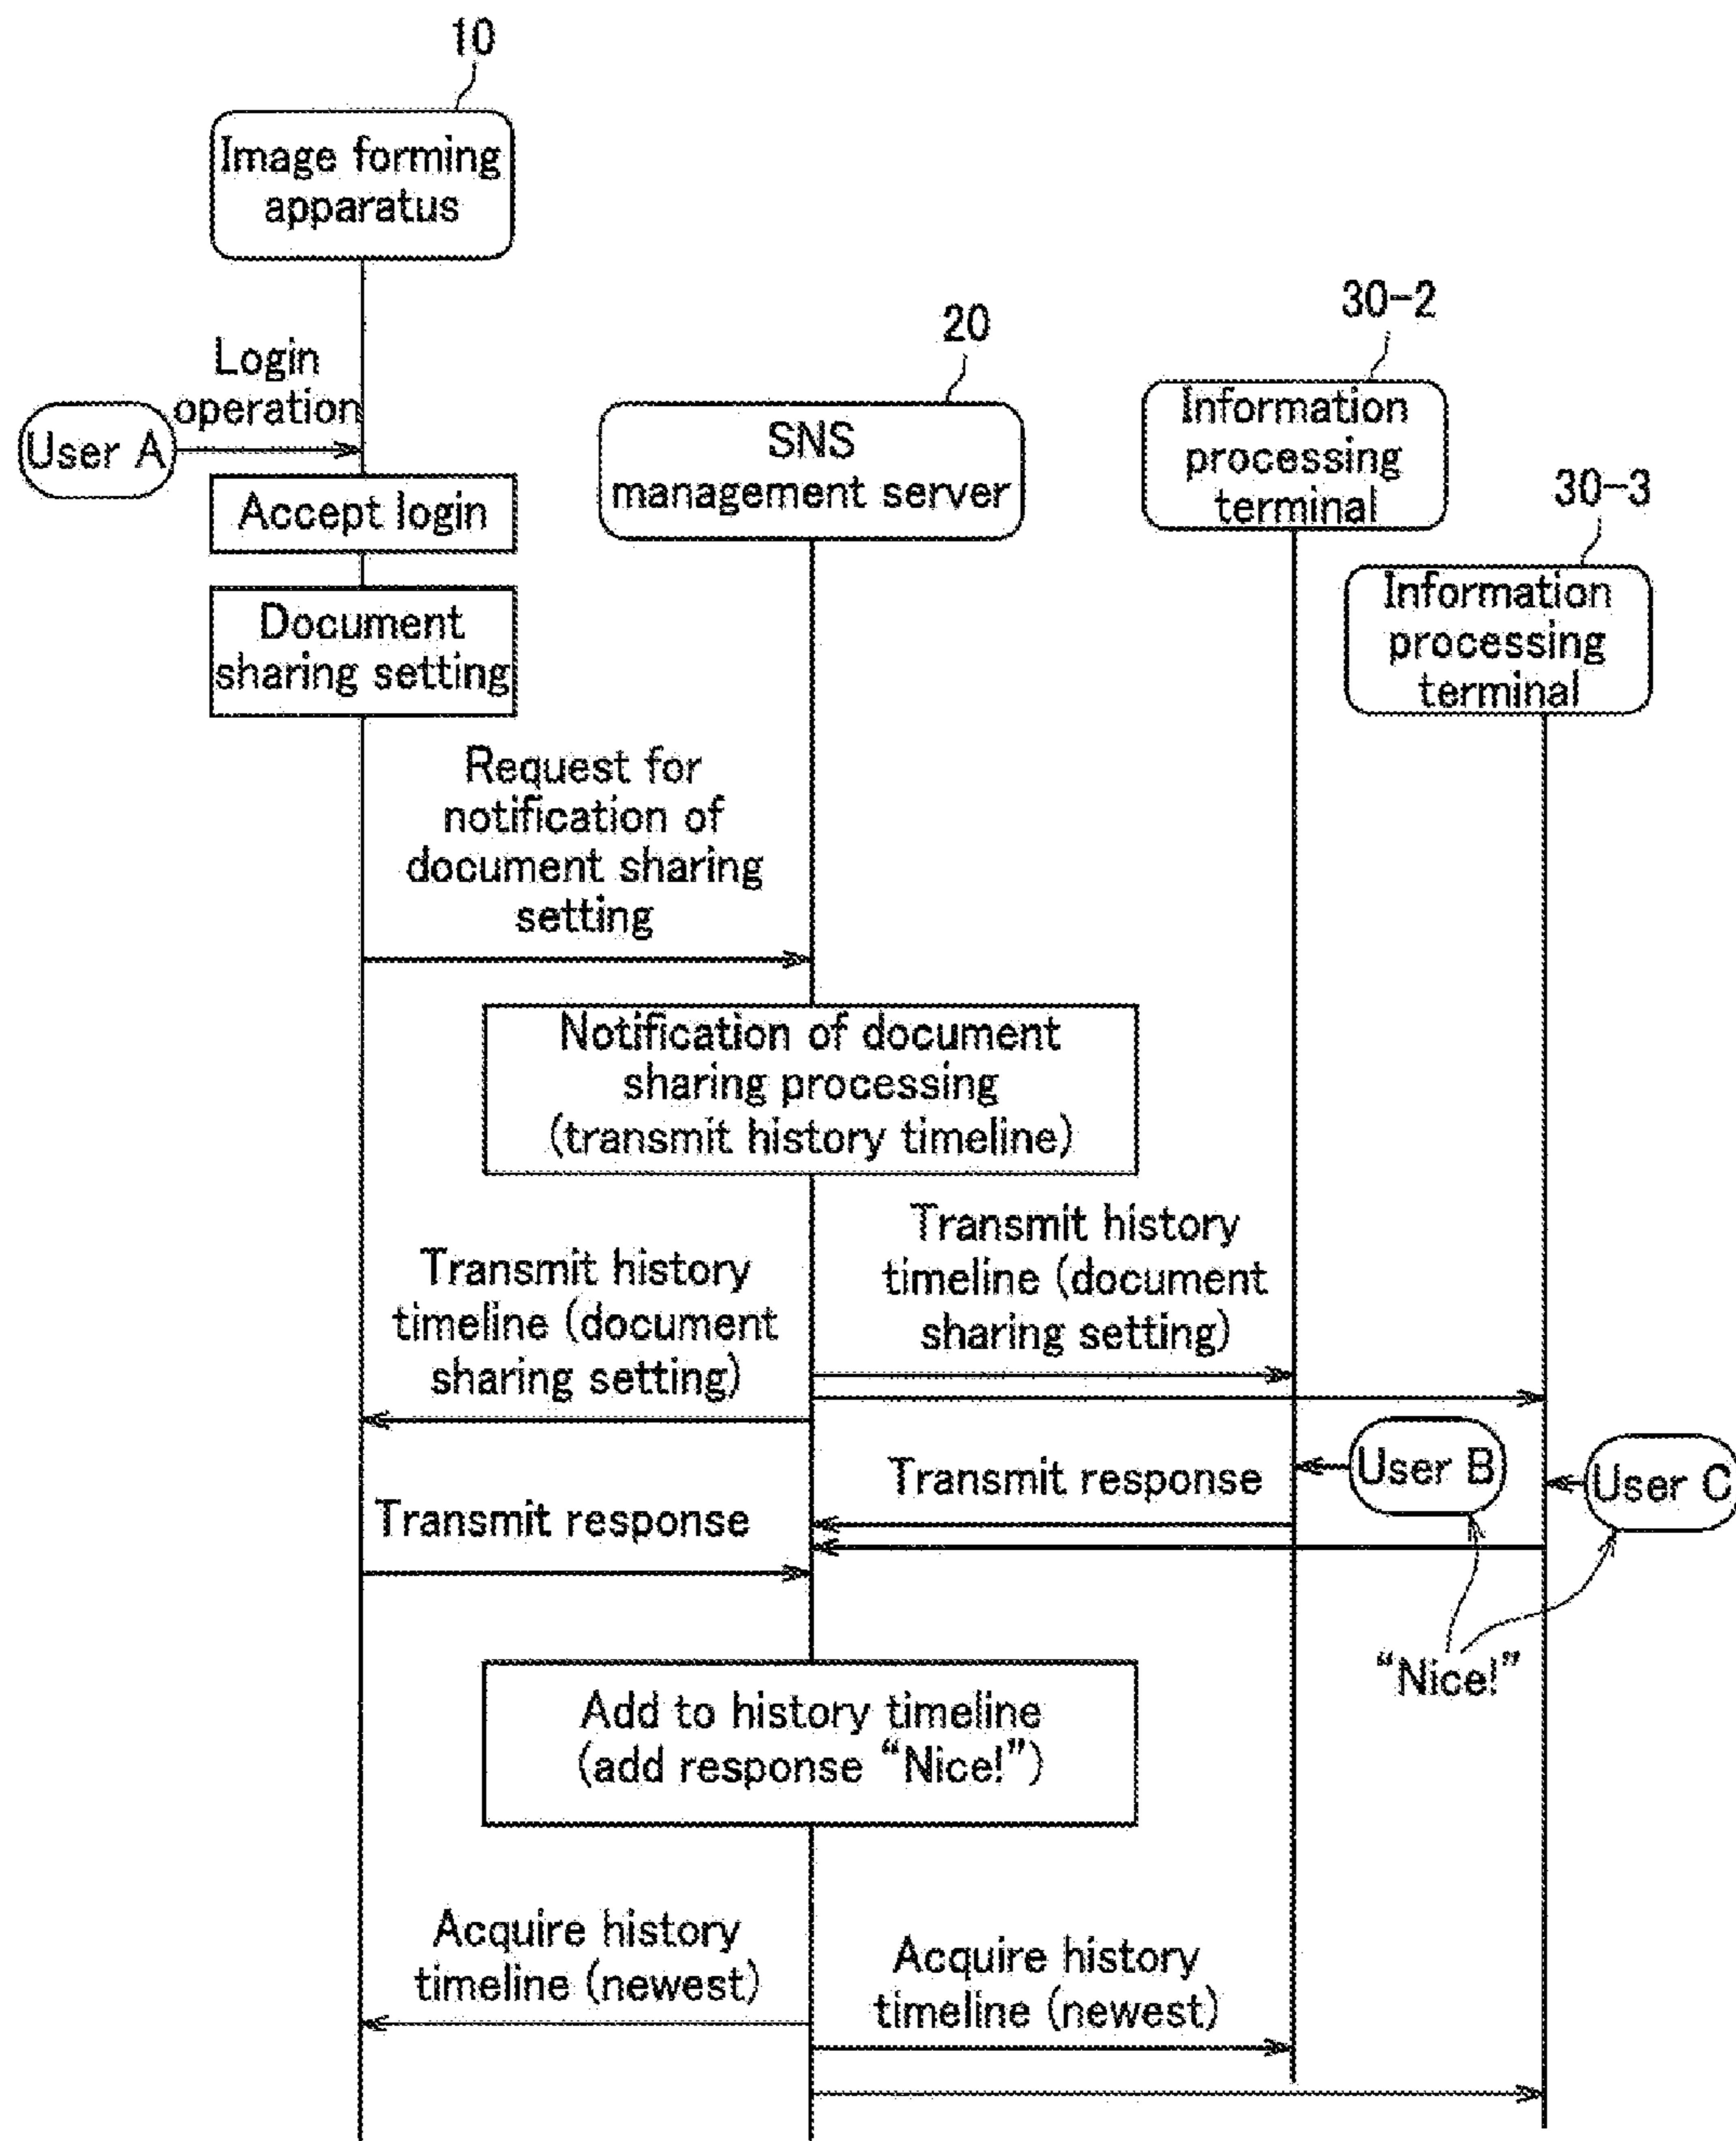 10
Image forming
apparatus
20
30-2
Login
operation
User A
SNS
management server
Information
processing
terminal
30-3
Accept login
Information
processing
terminal
Document
sharing setting
Request for
notification of
document sharing
setting
Notification of document
sharing processing
(transmit history timeline)
Transmit history
timeline (document
sharing setting)
Transmit history
timeline (document
sharing setting)
User B
User C
Transmit response
Transmit response
“Nice!”
Add to history timeline
(add response “Nice!”)
Acquire history
timeline (newest)
Acquire history
timeline (newest)